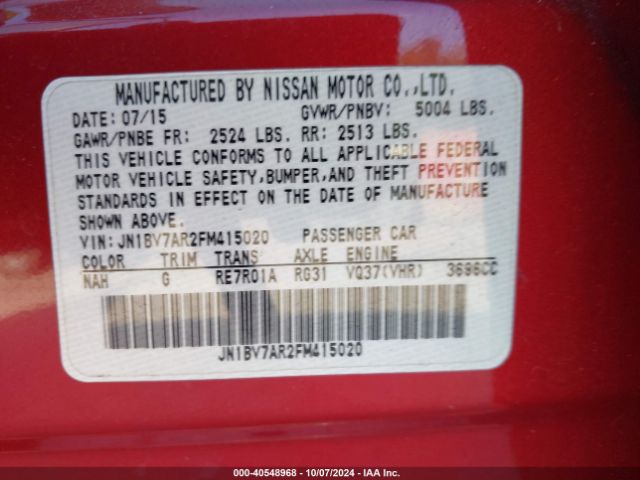 MANUFACTURED BY NISSAN MOTOR CO.,LTD.
DATE: 07/15 GVWR/PNBV: 5004 LBS.
GAWR/PNBE FR: 2524 LBS. RR: 2513 LBS.
THIS VEHICLE CONFORMS TO ALL APPLICABLE FEDERAL
MOTOR VEHICLE SAFETY,BUMPER,AND THEFT PREVENTION
STANDARDS IN EFFECT ON THE DATE OF MANUFACTURE
SHOWN ABOVE.
VIN: JN1BV7AR2FM415020 PASSENGER CAR
COLOR TRIM TRANS AXLE ENGINE
NAH G RE7R01A RG31 VQ37(VHR) 3696CC
JN1BV7AR2FM415020
000-40548968 - 10/07/2024 - IAA Inc.